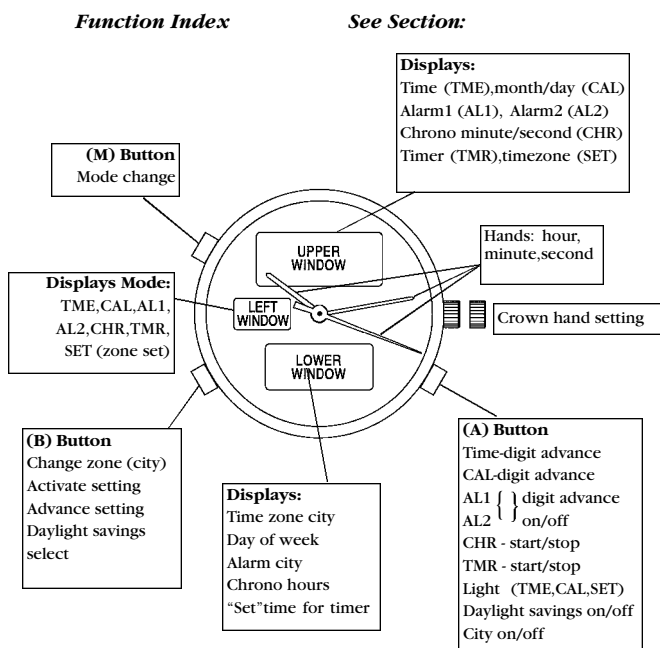 Function Index See Section:
Displays:
Time (TME),month/day (CAL)
Alarm1 (AL1), Alarm2 (AL2)
Chrono minute/second (CHR)
Timer (TMR),timezone (SET)
(M) Button
Mode change
UPPER
WINDOW
Hands: hour,
minute,second
Displays Mode:
TME,CAL,AL1,
AL2,CHR,TMR,
SET (zone set)
LEFT
WINDOW
Crown hand setting
LOWER
WINDOW
(B) Button
Change zone (city)
Activate setting
Advance setting
Daylight savings
select
Displays:
Time zone city
Day of week
Alarm city
Chrono hours
“Set”time for timer
(A) Button
Time-digit advance
CAL-digit advance
AL1 { } digit advance
AL2 on/off
CHR - start/stop
TMR - start/stop
Light (TME,CAL,SET)
Daylight savings on/off
City on/off